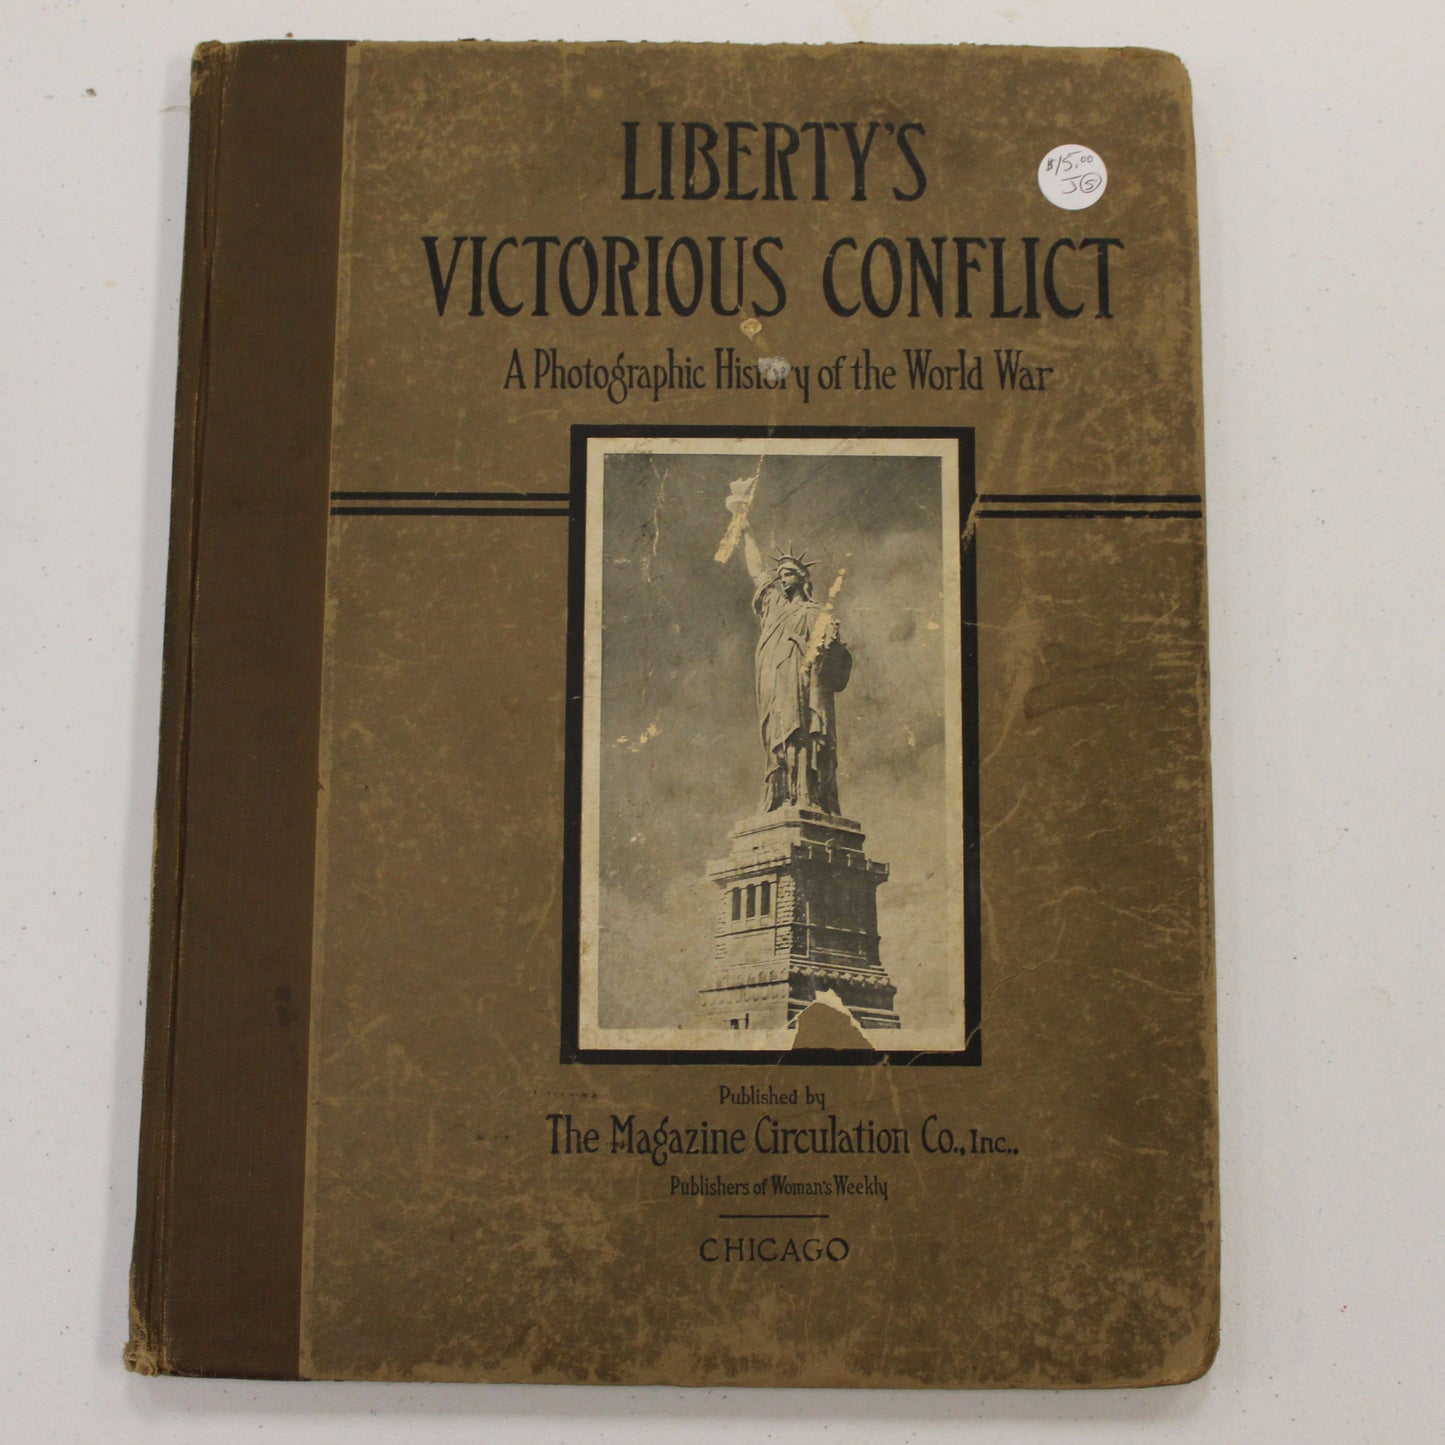 LIBERTY'S
VICTORIOUS CONFLICT
A Photographic History of the World War
$15.00
J5
Published by
The Magazine Circulation Co., Inc.,
Publishers of Woman's Weekly
CHICAGO